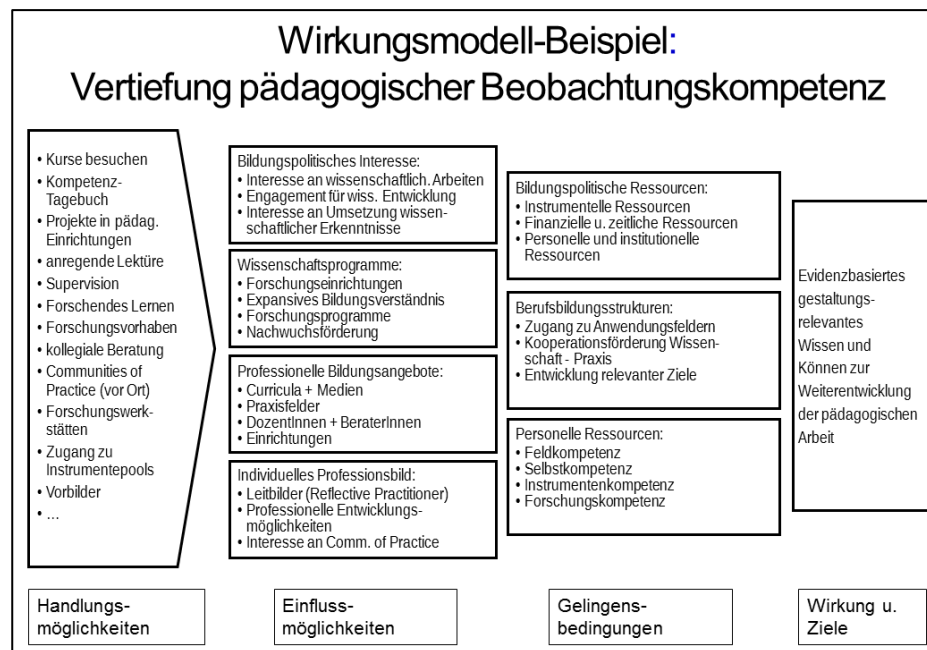 Wirkungsmodell-Beispiel:
Vertiefung pädagogischer Beobachtungskompetenz
• Kurse besuchen
• Kompetenz-
Tagebuch
• Projekte in pädag.
Einrichtungen
• anregende Lektüre
• Supervision
• Forschendes Lernen
• Forschungsvorhaben
• kollegiale Beratung
• Communities of
Practice (vor Ort)
• Forschungswerk-
stätten
• Zugang zu
Instrumentepools
• Vorbilder
• ...
Bildungspolitisches Interesse:
• Interesse an wissenschaftlich. Arbeiten
• Engagement für wiss. Entwicklung
• Interesse an Umsetzung wissen-
schaftlicher Erkenntnisse
Wissenschaftsprogramme:
• Forschungseinrichtungen
• Expansives Bildungsverständnis
• Forschungsprogramme
• Nachwuchsförderung
Professionelle Bildungsangebote:
• Curricula + Medien
• Praxisfelder
• DozentInnen + BeraterInnen
• Einrichtungen
Individuelles Professionsbild:
• Leitbilder (Reflective Practitioner)
• Professionelle Entwicklungs-
möglichkeiten
• Interesse an Comm. of Practice
Bildungspolitische Ressourcen:
• Instrumentelle Ressourcen
• Finanzielle u. zeitliche Ressourcen
• Personelle und institutionelle
Ressourcen
Berufsbildungsstrukturen:
• Zugang zu Anwendungsfeldern
• Kooperationsförderung Wissen-
schaft - Praxis
• Entwicklung relevanter Ziele
Personelle Ressourcen:
• Feldkompetenz
• Selbstkompetenz
• Instrumentenkompetenz
• Forschungskompetenz
Evidenzbasiertes
gestaltungs-
relevantes
Wissen und
Können zur
Weiterentwicklung
der pädagogischen
Arbeit
Handlungs-
möglichkeiten
Einfluss-
möglichkeiten
Gelingens-
bedingungen
Wirkung u.
Ziele